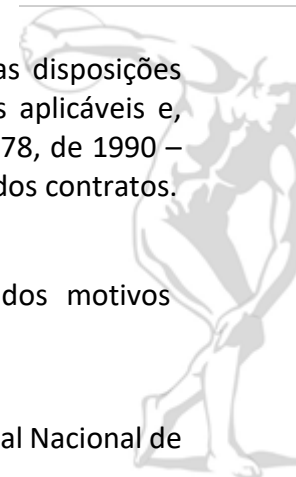 as disposições
s aplicáveis e,
78, de 1990 –
dos contratos.
dos motivos
al Nacional de